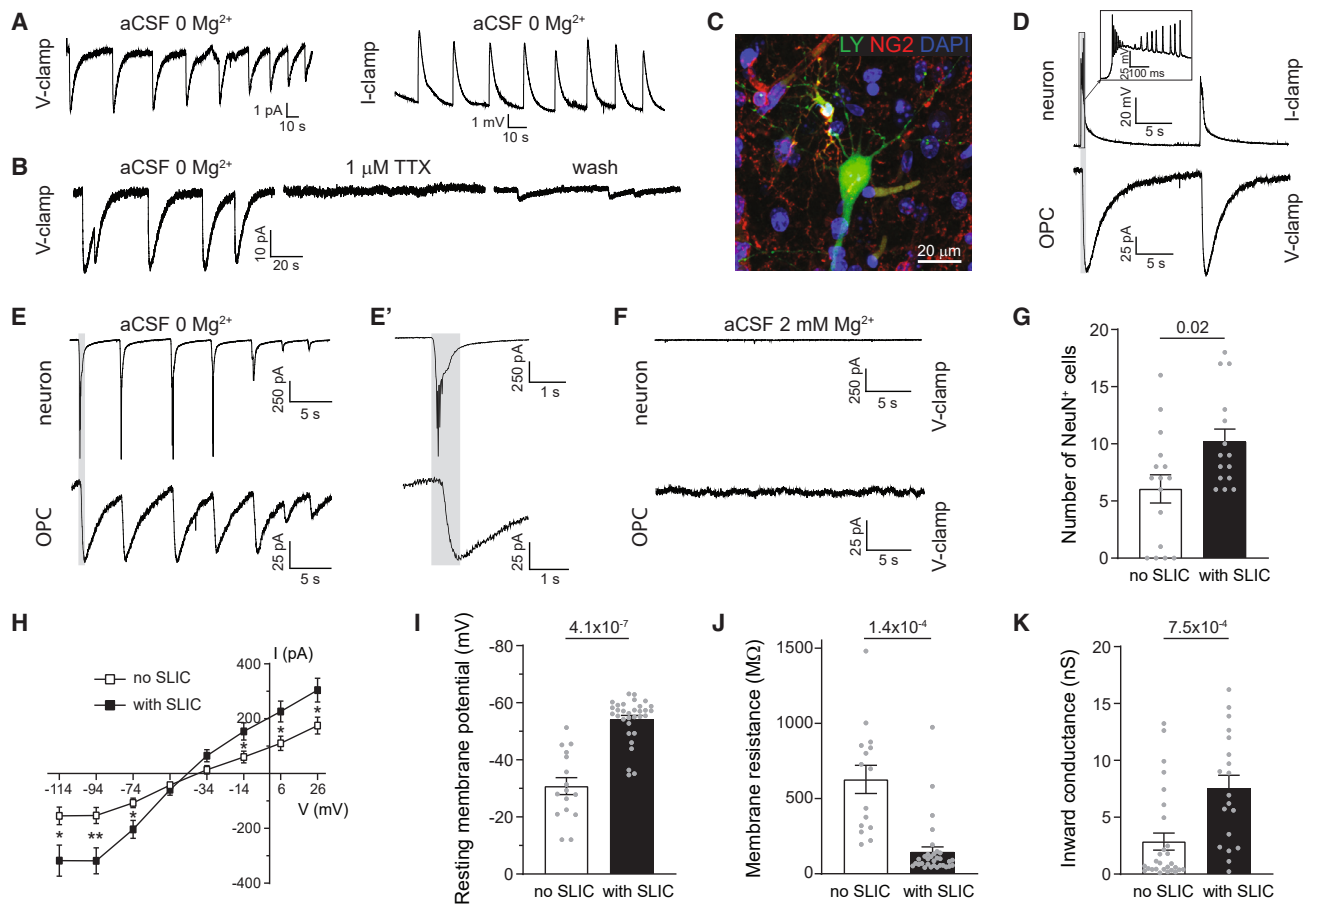 A
aCSF 0 Mg²⁺
V-clamp
1 pA
10 s
aCSF 0 Mg²⁺
I-clamp
1 mV
10 s
B
aCSF 0 Mg²⁺
1 µM TTX
wash
V-clamp
10 pA
20 s
C
LY NG2 DAPI
20 µm
D
neuron
25 mV
100 ms
20 mV
5 s
I-clamp
OPC
25 pA
5 s
V-clamp
E
aCSF 0 Mg²⁺
neuron
250 pA
5 s
OPC
25 pA
5 s
E'
250 pA
1 s
25 pA
1 s
F
aCSF 2 mM Mg²⁺
neuron
250 pA
5 s
V-clamp
OPC
25 pA
5 s
V-clamp
G
Number of NeuN⁺ cells
20
15
10
5
0
0.02
no SLIC
with SLIC
H
no SLIC
with SLIC
I (pA)
400
200
-200
-400
-114
-94
-74
-34
-14
6
26
V (mV)
*
**
*
*
*
*
I
Resting membrane potential (mV)
-80
-60
-40
-20
0
4.1x10⁻⁷
no SLIC
with SLIC
J
Membrane resistance (MΩ)
1500
1000
500
0
1.4x10⁻⁴
no SLIC
with SLIC
K
Inward conductance (nS)
20
15
10
5
0
7.5x10⁻⁴
no SLIC
with SLIC